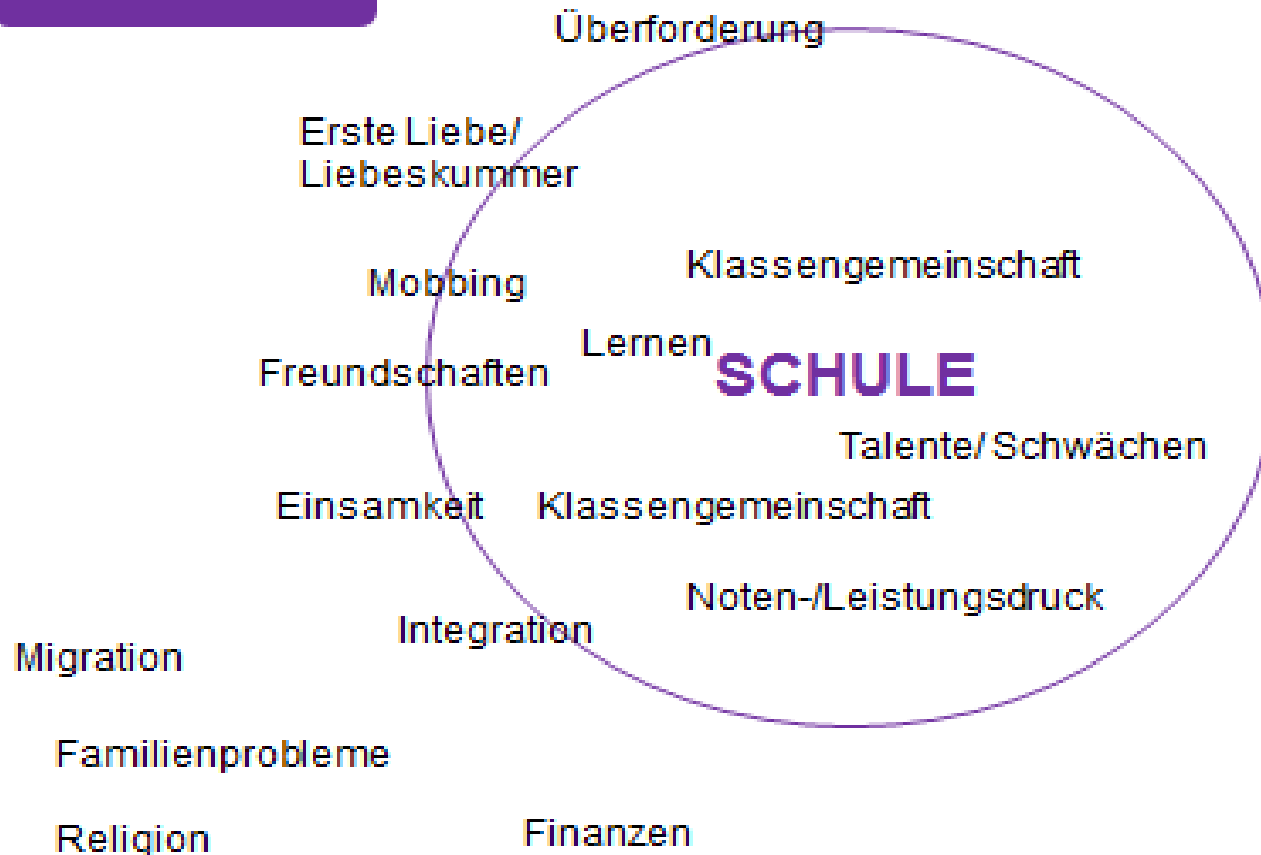 Überforderung
Erste Liebe/
Liebeskummer
Klassengemeinschaft
Mobbing
Lernen
Freundschaften
SCHULE
Talente/ Schwächen
Einsamkeit
Klassengemeinschaft
Noten-/Leistungsdruck
Integration
Migration
Familienprobleme
Religion
Finanzen